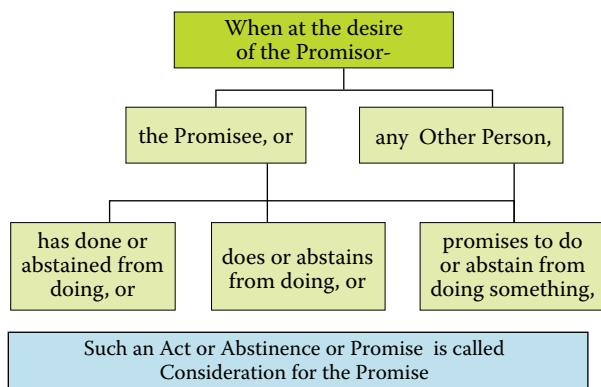 When at the desire
of the Promisor-
the Promisee, or
any Other Person,
has done or
abstained from
doing, or
does or abstains
from doing, or
promises to do
or abstain from
doing something,
Such an Act or Abstinence or Promise is called
Consideration for the Promise